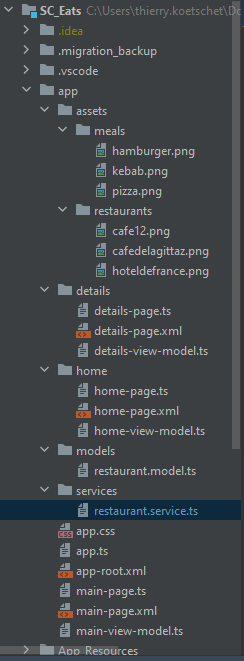 SC_Eats C:\Users\thierry.koetschet\Do
.idea
.migration_backup
.vscode
app
assets
meals
hamburger.png
kebab.png
pizza.png
restaurants
cafe12.png
cafedelagittaz.png
hoteldefrance.png
details
details-page.ts
details-page.xml
details-view-model.ts
home
home-page.ts
home-page.xml
home-view-model.ts
models
restaurant.model.ts
services
restaurant.service.ts
app.css
app.ts
app-root.xml
main-page.ts
main-page.xml
main-view-model.ts
App_Resources